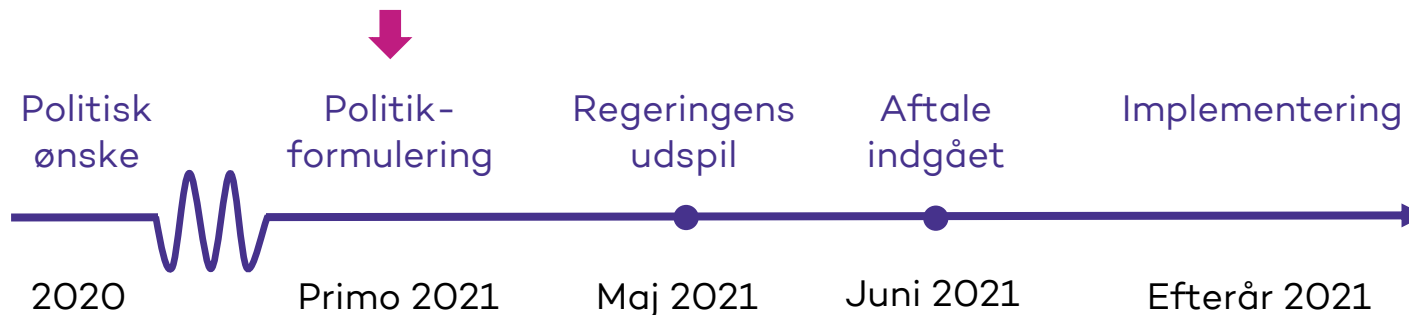 Politisk
ønske
Politik-
formulering
Regeringens
udspil
Aftale
indgået
Implementering
2020
Primo 2021
Maj 2021
Juni 2021
Efterår 2021